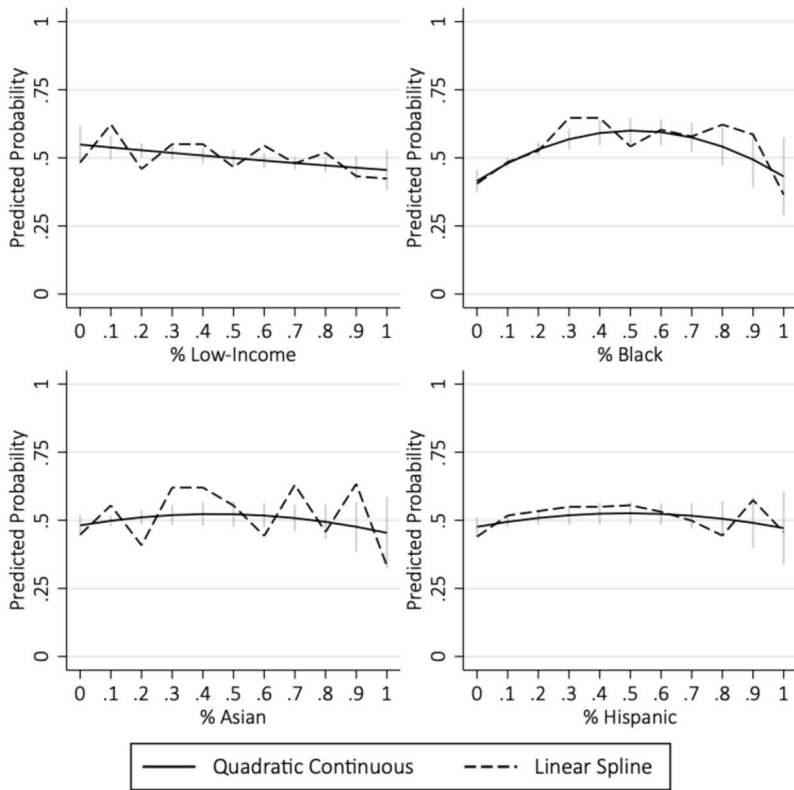 Predicted Probability
1
.75
.5
.25
0
0 .1 .2 .3 .4 .5 .6 .7 .8 .9 1
% Low-Income
Predicted Probability
1
.75
.5
.25
0
0 .1 .2 .3 .4 .5 .6 .7 .8 .9 1
% Black
Predicted Probability
1
.75
.5
.25
0
0 .1 .2 .3 .4 .5 .6 .7 .8 .9 1
% Asian
Predicted Probability
1
.75
.5
.25
0
0 .1 .2 .3 .4 .5 .6 .7 .8 .9 1
% Hispanic
Quadratic Continuous Linear Spline